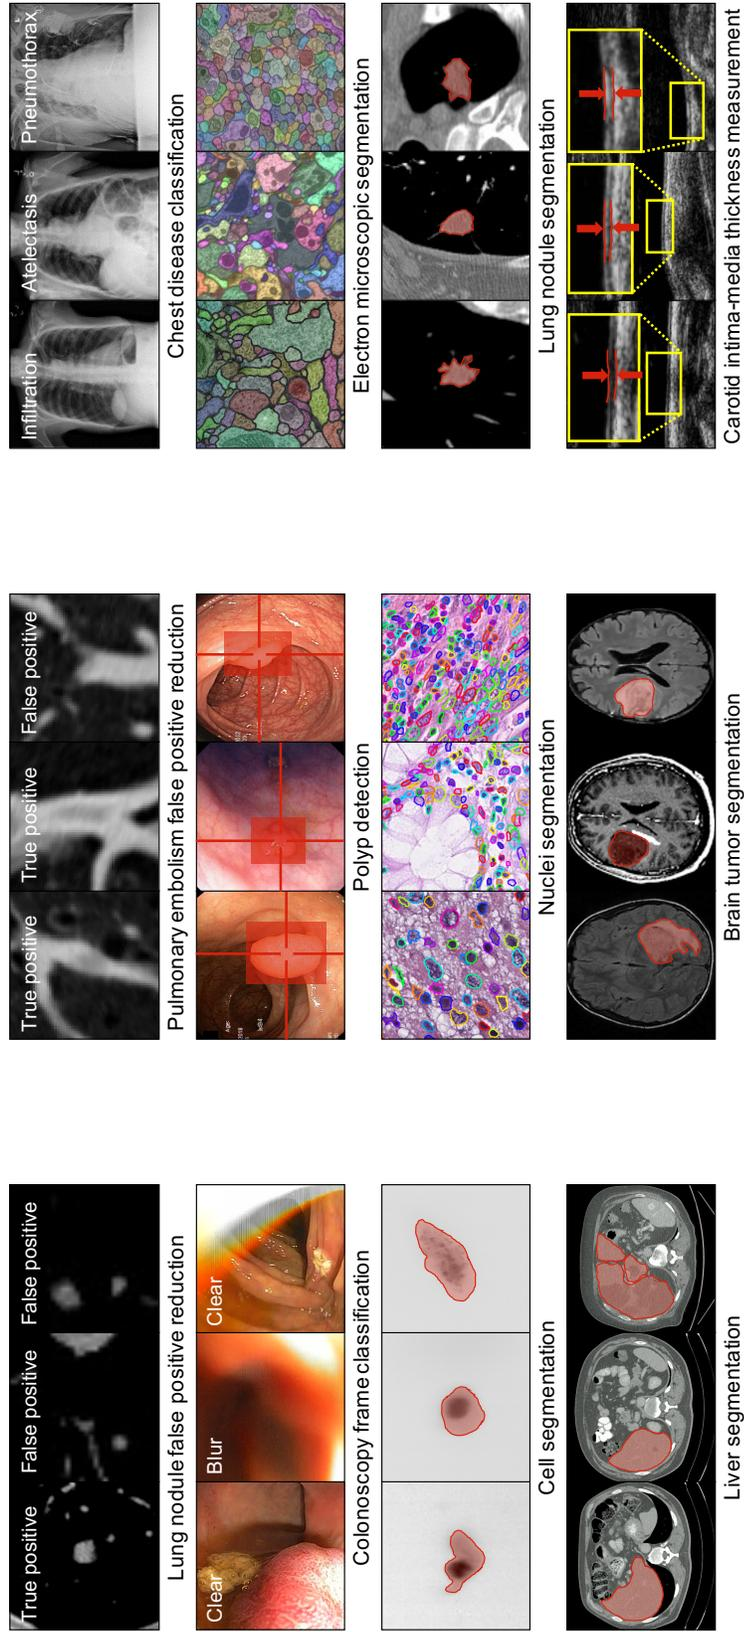 True positive
False positive
False positive
Lung nodule false positive reduction
True positive
True positive
False positive
Pulmonary embolism false positive reduction
Infiltration
Atelectasis
Pneumothorax
Chest disease classification
Clear
Blur
Clear
Colonoscopy frame classification
Polyp detection
Electron microscopic segmentation
Cell segmentation
Nuclei segmentation
Lung nodule segmentation
Liver segmentation
Brain tumor segmentation
Carotid intima-media thickness measurement